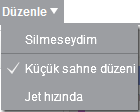 Düzenle
Silmeseydim
Küçük sahne düzeni
Jet hızında